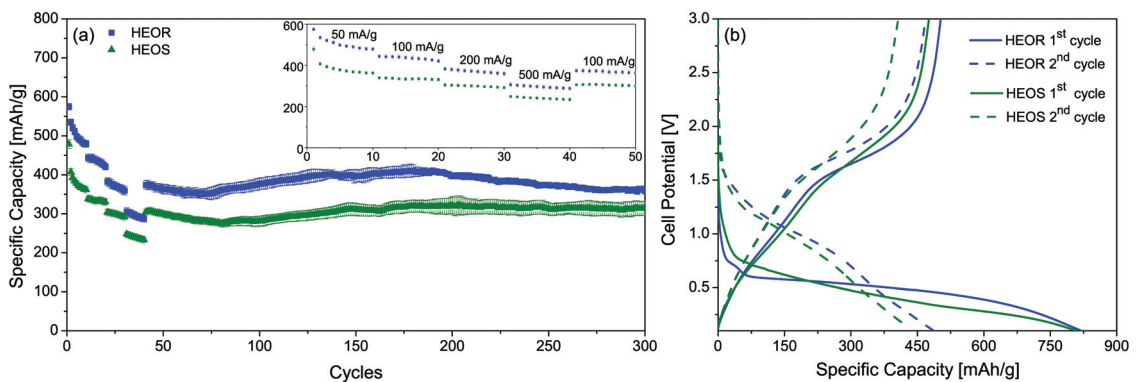 (a)
HEOR
HEOS
800
700
600
500
400
300
200
100
0
Specific Capacity [mAh/g]
0
50
100
150
200
250
300
Cycles
600
400
200
0
0
10
20
30
40
50
50 mA/g
100 mA/g
200 mA/g
500 mA/g
100 mA/g
(b)
HEOR 1st cycle
HEOR 2nd cycle
HEOS 1st cycle
HEOS 2nd cycle
3.0
2.5
2.0
1.5
1.0
0.5
Cell Potential [V]
0
150
300
450
600
750
900
Specific Capacity [mAh/g]